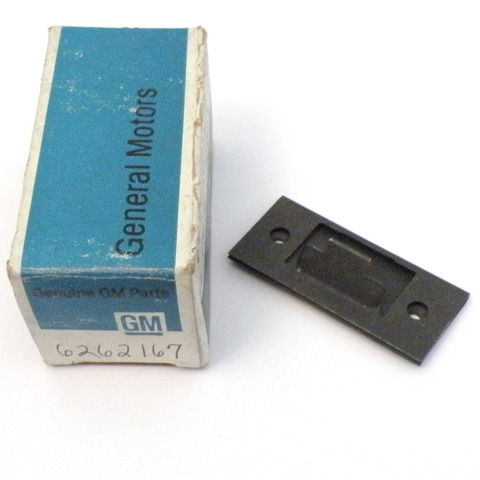 General Motors
Genuine GM Parts
GM
6262167